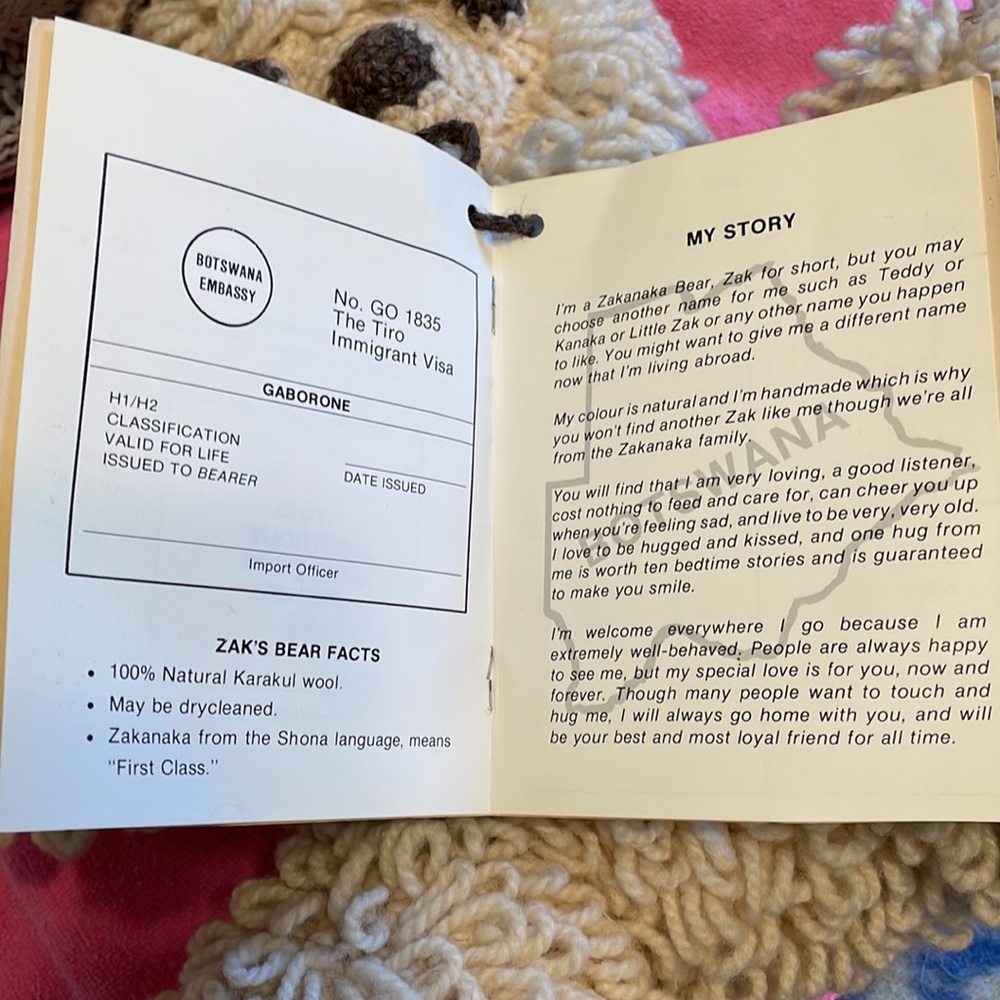 BOTSWANA
EMBASSY
No. GO 1835
The Tiro
Immigrant Visa
GABORONE
H1/H2
CLASSIFICATION
VALID FOR LIFE
ISSUED TO BEARER
DATE ISSUED
Import Officer
ZAK'S BEAR FACTS
• 100% Natural Karakul wool.
• May be drycleaned.
• Zakanaka from the Shona language, means
"First Class."
MY STORY
I'm a Zakanaka Bear, Zak for short, but you may
choose another name for me such as Teddy or
Kanaka or Little Zak or any other name you happen
to like. You might want to give me a different name
now that I'm living abroad.
My colour is natural and I'm handmade which is why
you won't find another Zak like me though we're all
from the Zakanaka family.
You will find that I am very loving, a good listener,
cost nothing to feed and care for, can cheer you up
when you're feeling sad, and live to be very, very old.
I love to be hugged and kissed, and one hug from
me is worth ten bedtime stories and is guaranteed
to make you smile.
I'm welcome everywhere I go because I am
extremely well-behaved. People are always happy
to see me, but my special love is for you, now and
forever. Though many people want to touch and
hug me, I will always go home with you, and will
be your best and most loyal friend for all time.
BOTSWANA